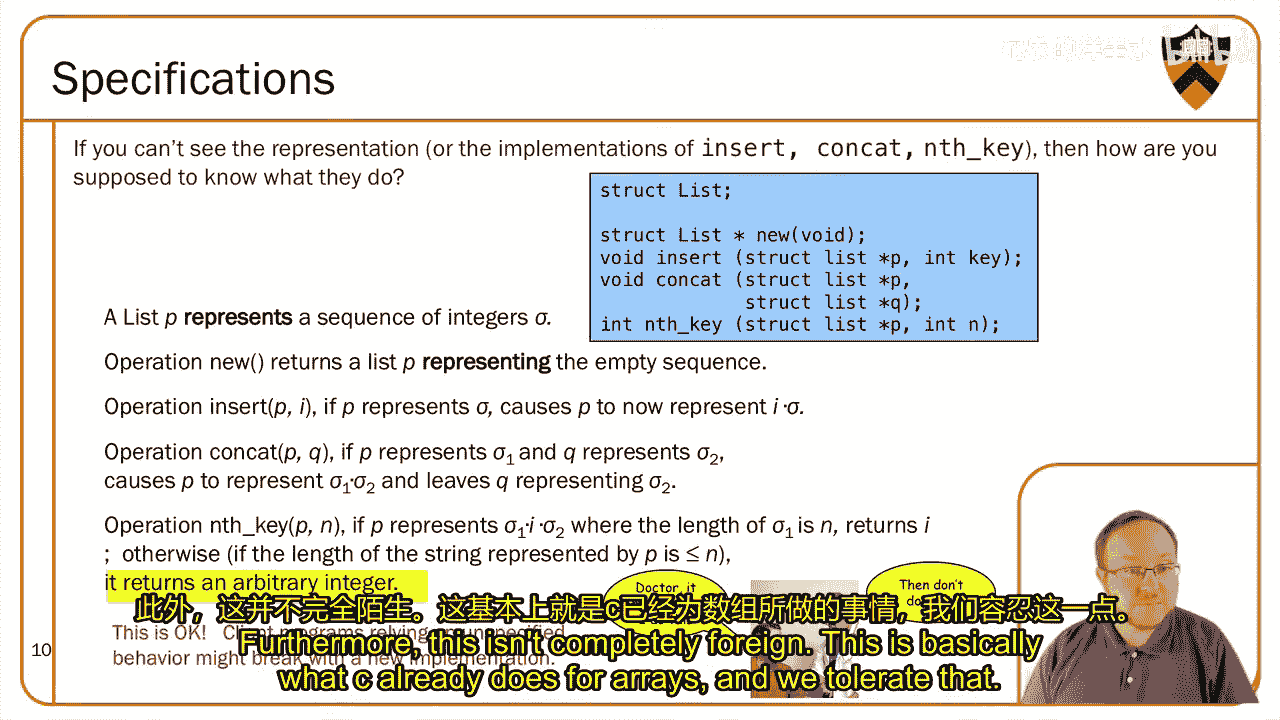 Specifications
If you can't see the representation (or the implementations of insert, concat, nth_key), then how are you
supposed to know what they do?
struct List;
struct List * new(void);
void insert (struct list *p, int key);
void concat (struct list *p,
struct list *q);
int nth_key (struct list *p, int n);
A List p represents a sequence of integers σ.
Operation new() returns a list p representing the empty sequence.
Operation insert(p, i), if p represents σ, causes p to now represent i ·σ.
Operation concat(p, q), if p represents σ1 and q represents σ2,
causes p to represent σ1·σ2 and leaves q representing σ2.
Operation nth_key(p, n), if p represents σ1·i ·σ2 where the length of σ1 is n, returns i
; otherwise (if the length of the string represented by p is ≤ n),
it returns an arbitrary integer.
Doctor, it
Then don't
此外，这并不完全陌生。这基本上就是c已经为数组所做的事情，我们容忍这一点。
This is OK!
10
behavior might break with a new implementation.
Furthermore, this isn't completely foreign. This is basically
what c already does for arrays, and we tolerate that.